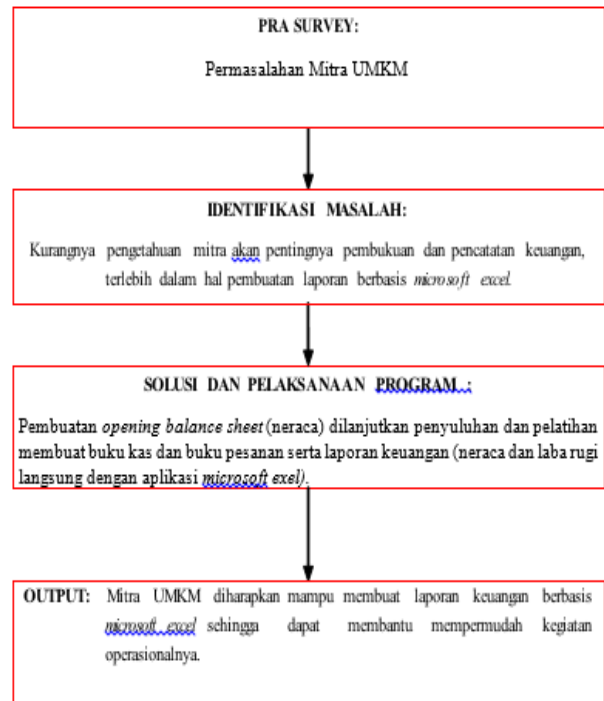 PRA SURVEY:
Permasalahan Mitra UMKM
IDENTIFIKASI MASALAH:
Kurangnya pengetahuan mitra akan pentingnya pembukuan dan pencatatan keuangan,
terlebih dalam hal pembuatan laporan berbasis microsoft excel.
SOLUSI DAN PELAKSANAAN PROGRAM :
Pembuatan opening balance sheet (neraca) dilanjutkan penyuluhan dan pelatihan
membuat buku kas dan buku pesanan serta laporan keuangan (neraca dan laba rugi
langsung dengan aplikasi microsoft exel).
OUTPUT: Mitra UMKM diharapkan mampu membuat laporan keuangan berbasis
microsoft excel sehingga dapat membantu mempermudah kegiatan
operasionalnya.